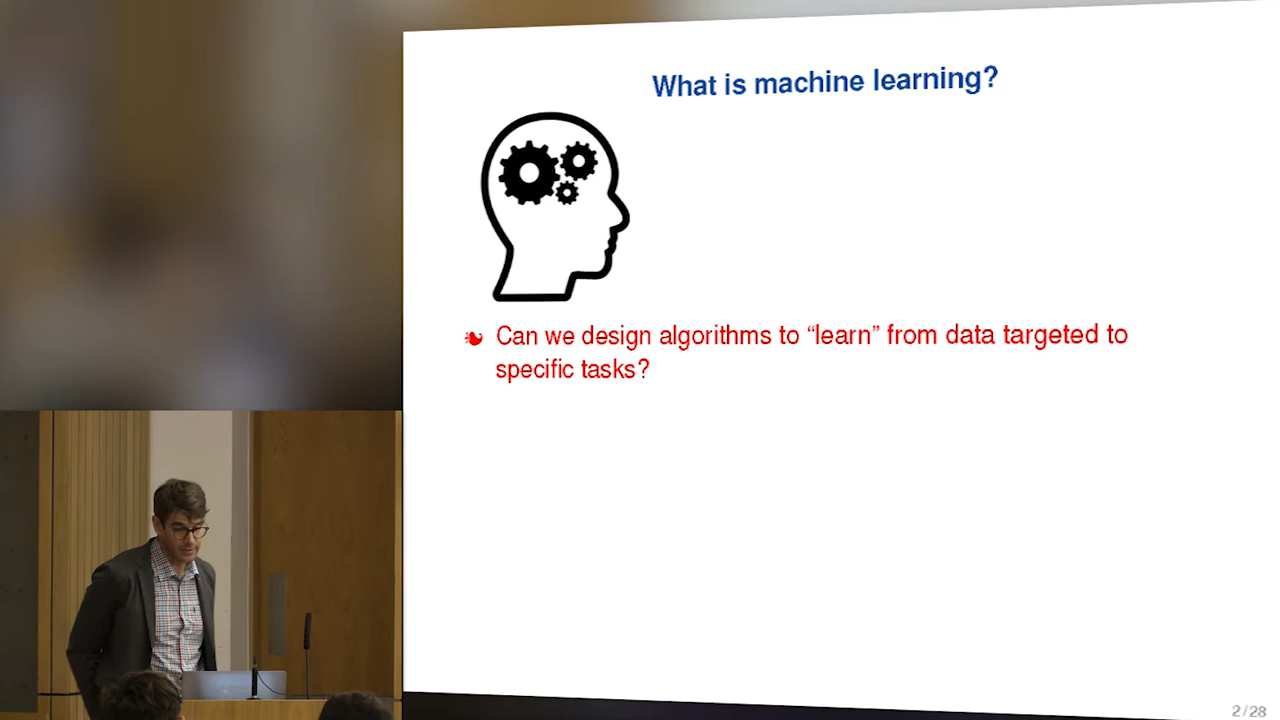 What is machine learning?
Can we design algorithms to “learn” from data targeted to
specific tasks?
2/28